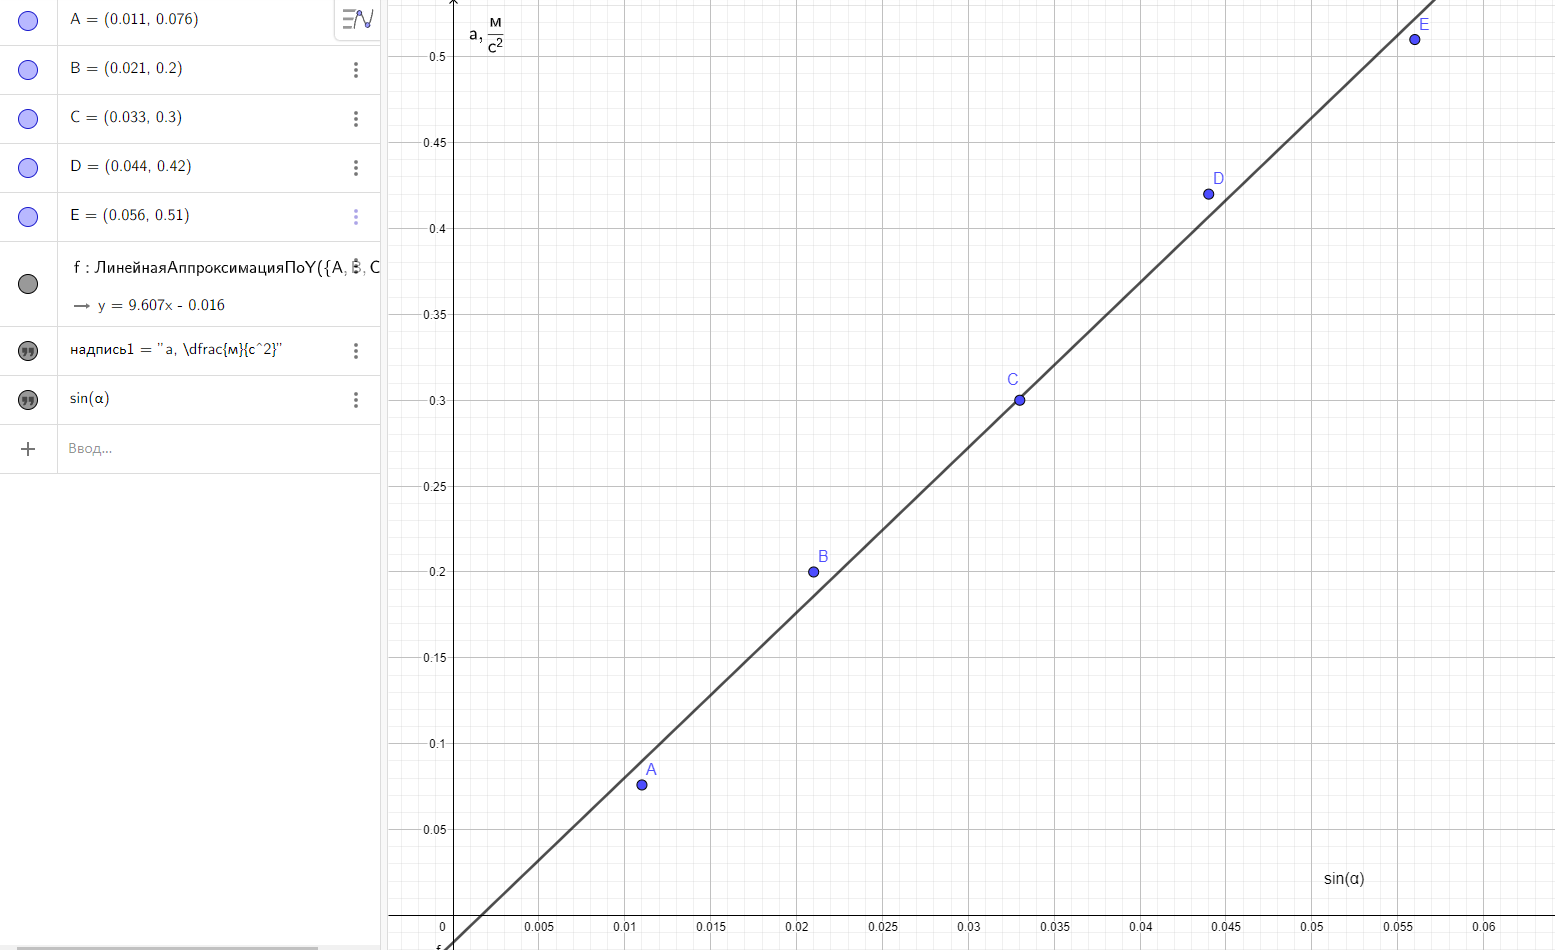 A = (0.011, 0.076)
B = (0.021, 0.2)
C = (0.033, 0.3)
D = (0.044, 0.42)
E = (0.056, 0.51)
f : ЛинейнаяАппроксимацияПоY({A, B, C
→ y = 9.607x - 0.016
надпись1 = "a, \dfrac{м}{с^2}"
sin(α)
+ Ввод...
a, м/с²
0.5
0.45
0.4
0.35
0.3
0.25
0.2
0.15
0.1
0.05
E
D
C
B
A
sin(α)
0 0.005 0.01 0.015 0.02 0.025 0.03 0.035 0.04 0.045 0.05 0.055 0.06
f